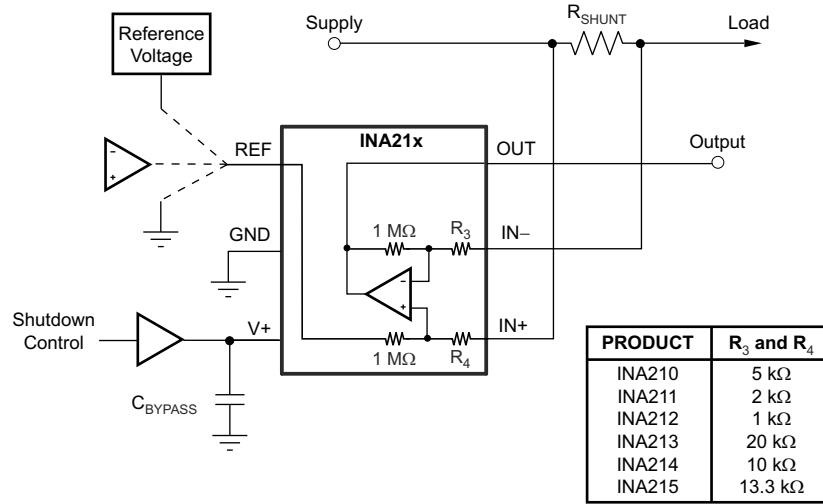 Supply
R_SHUNT
Load
Reference
Voltage
INA21x
REF
OUT
Output
-
+
GND
1 MΩ
R3
IN−
-
+
Shutdown
Control
V+
1 MΩ
R4
IN+
C_BYPASS
PRODUCT R3 and R4
INA210 5 kΩ
INA211 2 kΩ
INA212 1 kΩ
INA213 20 kΩ
INA214 10 kΩ
INA215 13.3 kΩ